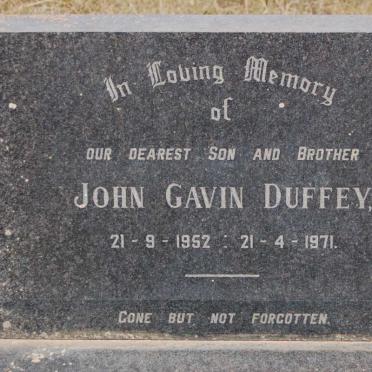 In Loving Memory
of
OUR DEAREST SON AND BROTHER
JOHN GAVIN DUFFEY,
21 - 9 - 1952 : 21 - 4 - 1971.
GONE BUT NOT FORGOTTEN.